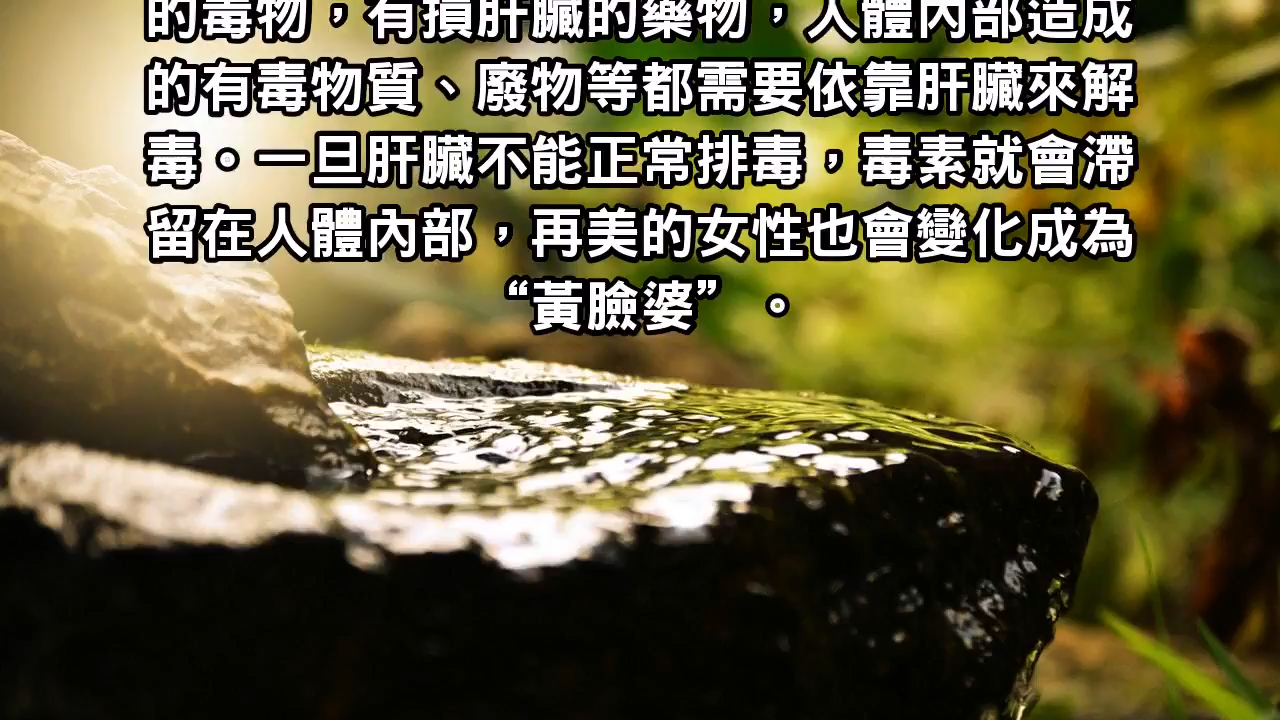 的毒物，有損肝臟的藥物，人體內部造成
的有毒物質、廢物等都需要依靠肝臟來解
毒。一旦肝臟不能正常排毒，毒素就會滯
留在人體內部，再美的女性也會變化成為
“黃臉婆” 。